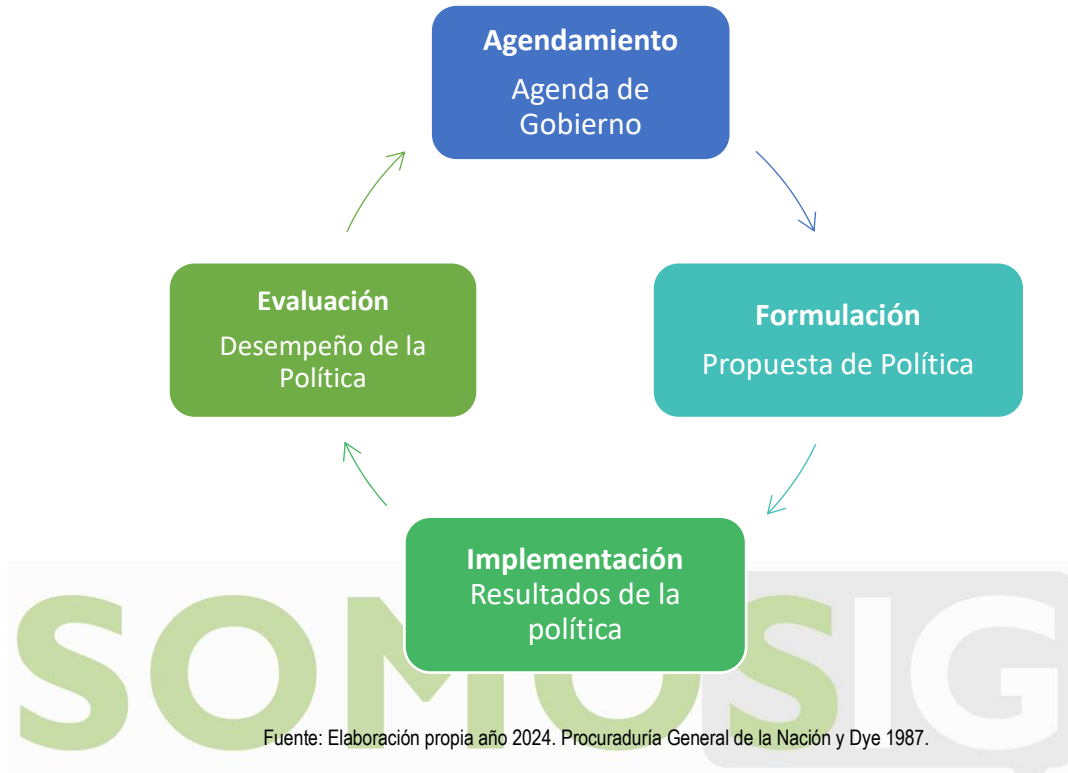 Agendamiento
Agenda de
Gobierno
Evaluación
Desempeño de la
Política
Formulación
Propuesta de Política
Implementación
Resultados de la
política
SOMOSIG
Fuente: Elaboración propia año 2024. Procuraduría General de la Nación y Dye 1987.